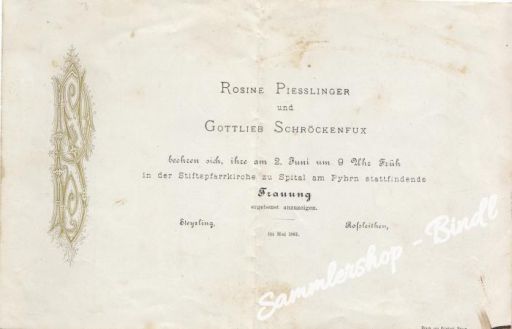 Rosine Piesslinger
und
Gottlieb Schröckenfux
beehren sich, ihre am 2. Juni um 9 Uhr Früh
in der Stiftspfarrkirche zu Spital am Pyhrn stattfindende
Trauung
ergebenst anzuzeigen.
Steyrling, Roßleithen,
im Mai
Sammlershop - Bindl